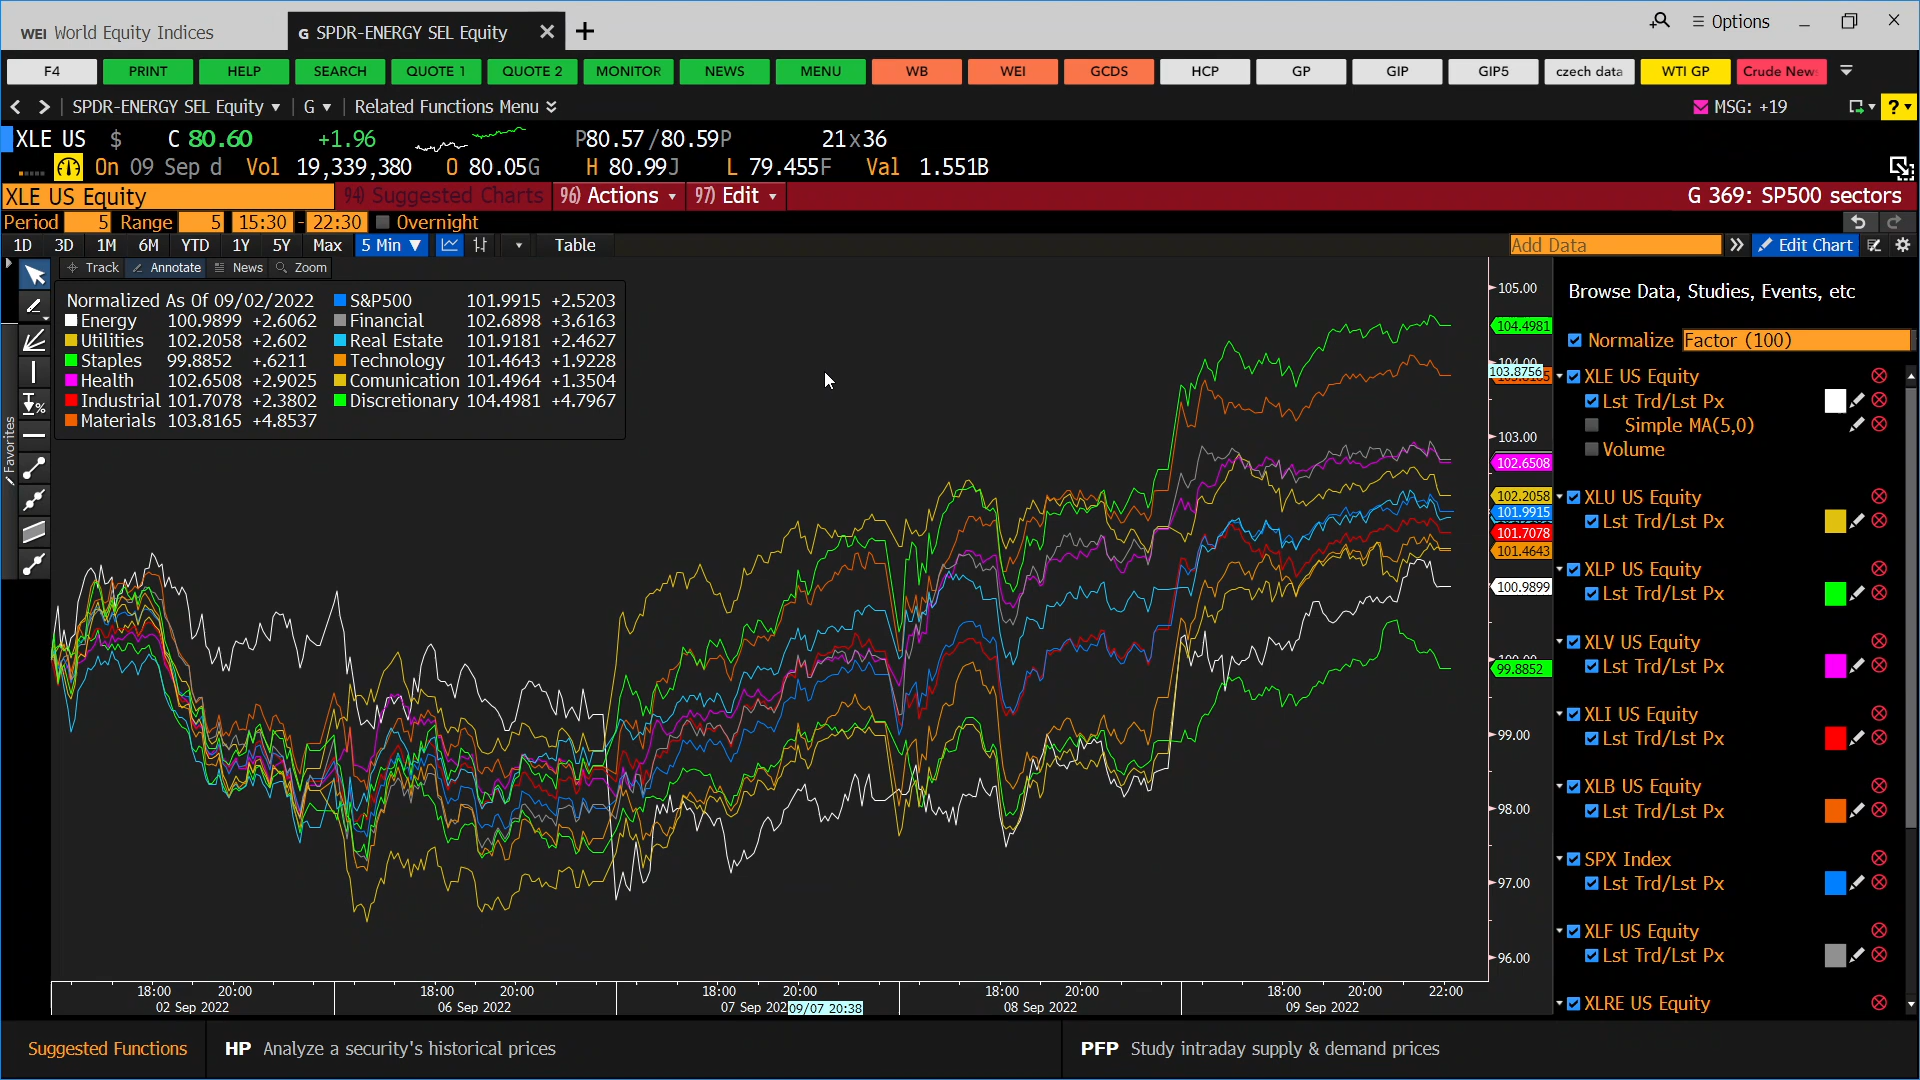 WEI World Equity Indices
G SPDR-ENERGY SEL Equity
Options
F4 PRINT HELP SEARCH QUOTE 1 QUOTE 2 MONITOR NEWS MENU WB WEI GCDS HCP GP GIP GIP5 czech data WTI GP Crude New
SPDR-ENERGY SEL Equity G Related Functions Menu MSG: +19 ?
XLE US $ C 80.60 +1.96 P80.57/80.59P 21x36
On 09 Sep d Vol 19,339,380 O 80.05G H 80.99J L 79.455F Val 1.551B
XLE US Equity 94) Suggested Charts 96) Actions 97) Edit G 369: SP500 sectors
Period 5 Range 5 15:30 - 22:30 Overnight
1D 3D 1M 6M YTD 1Y 5Y Max 5 Min Table Add Data Edit Chart
Track Annotate News Zoom
Favorites
Normalized As Of 09/02/2022
Energy 100.9899 +2.6062
Utilities 102.2058 +2.602
Staples 99.8852 +.6211
Health 102.6508 +2.9025
Industrial 101.7078 +2.3802
Materials 103.8165 +4.8537
S&P500 101.9915 +2.5203
Financial 102.6898 +3.6163
Real Estate 101.9181 +2.4627
Technology 101.4643 +1.9228
Comunication 101.4964 +1.3504
Discretionary 104.4981 +4.7967
105.00
104.4981
104.00
103.8756
103.00
102.6508
102.2058
101.9915
101.7078
101.4643
100.9899
99.8852
99.00
98.00
97.00
96.00
18:00 20:00 18:00 20:00 18:00 20:00 18:00 20:00 18:00 20:00 22:00
02 Sep 2022 06 Sep 2022 07 Sep 202 09/07 20:38 08 Sep 2022 09 Sep 2022
Browse Data, Studies, Events, etc
Normalize Factor (100)
XLE US Equity
Lst Trd/Lst Px
Simple MA(5,0)
Volume
XLU US Equity
Lst Trd/Lst Px
XLP US Equity
Lst Trd/Lst Px
XLV US Equity
Lst Trd/Lst Px
XLI US Equity
Lst Trd/Lst Px
XLB US Equity
Lst Trd/Lst Px
SPX Index
Lst Trd/Lst Px
XLF US Equity
Lst Trd/Lst Px
XLRE US Equity
Suggested Functions HP Analyze a security's historical prices PFP Study intraday supply & demand prices